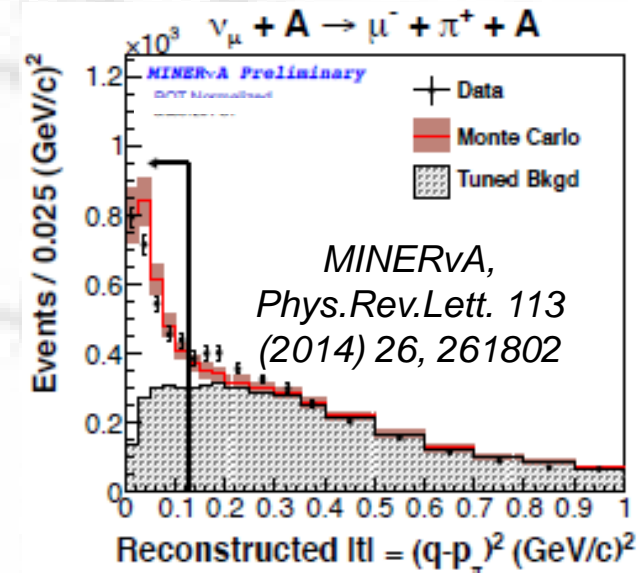 ν_μ + A → μ⁻ + π⁺ + A
×10³
MINERνA Preliminary
POT Normalized
Data
Monte Carlo
Tuned Bkgd
MINERvA,
Phys.Rev.Lett. 113
(2014) 26, 261802
Events / 0.025 (GeV/c)²
1.2
1
0.8
0.6
0.4
0.2
0
0 0.1 0.2 0.3 0.4 0.5 0.6 0.7 0.8 0.9 1
Reconstructed |t| = (q-p_π)² (GeV/c)²